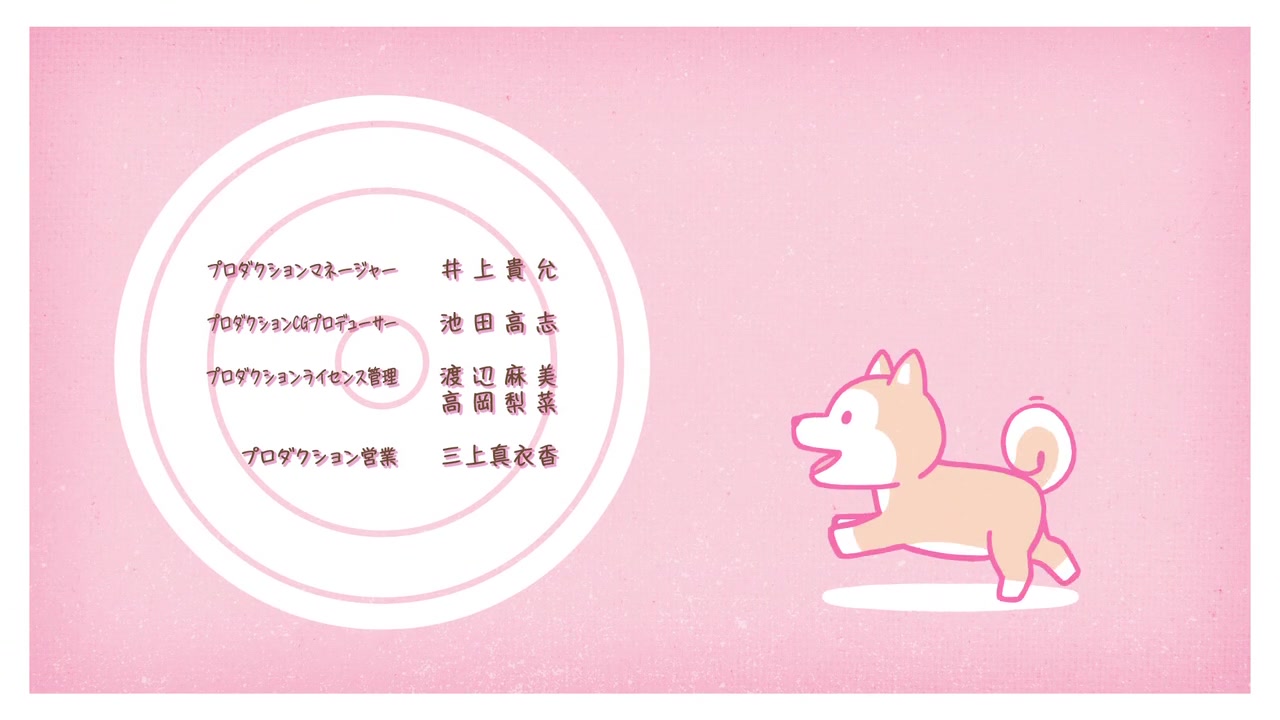 プロダクションマネージャー 井上貴允
プロダクションCGプロデューサー 池田高志
プロダクションライセンス管理 渡辺麻美
高岡梨菜
プロダクション営業 三上真衣香